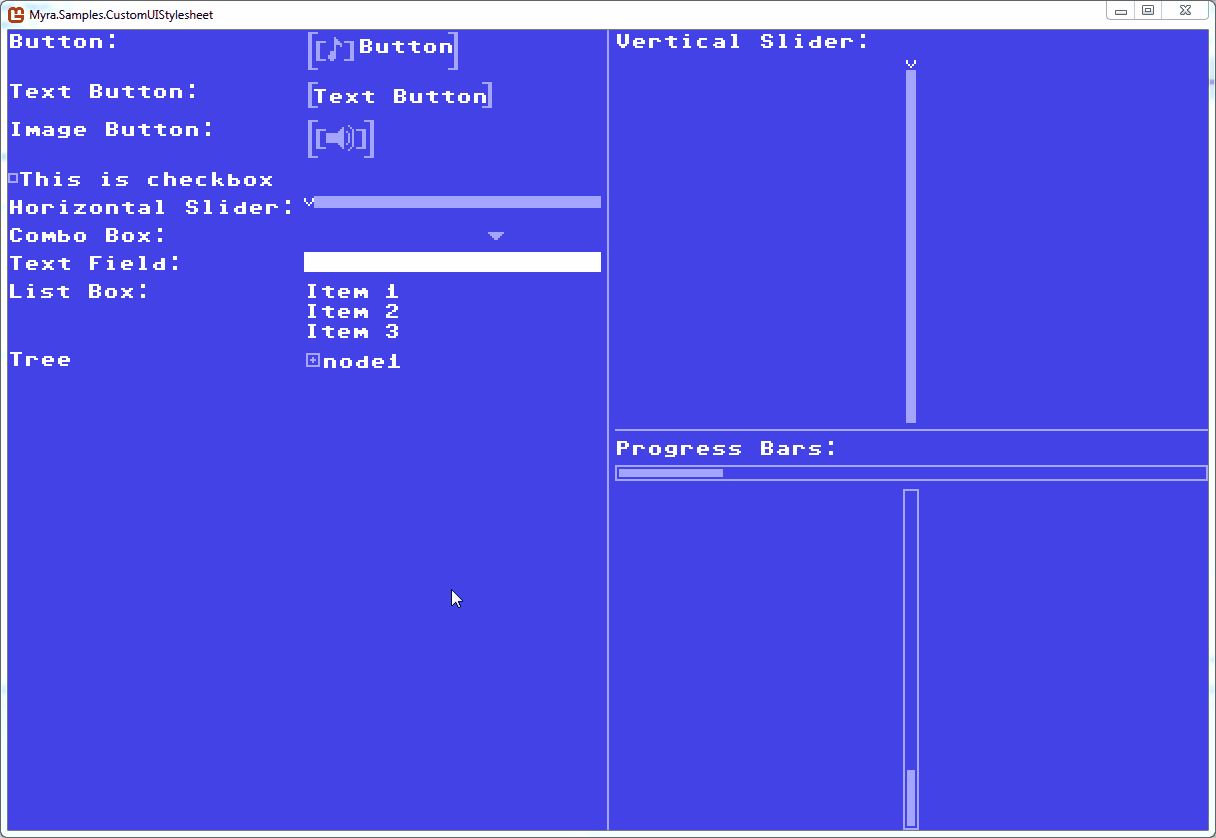 Myra.Samples.CustomUIStylesheet
Button:
Button
Text Button:
Text Button
Image Button:
This is checkbox
Horizontal Slider:
Combo Box:
Text Field:
List Box:
Item 1
Item 2
Item 3
Tree
node1
Vertical Slider:
Progress Bars: